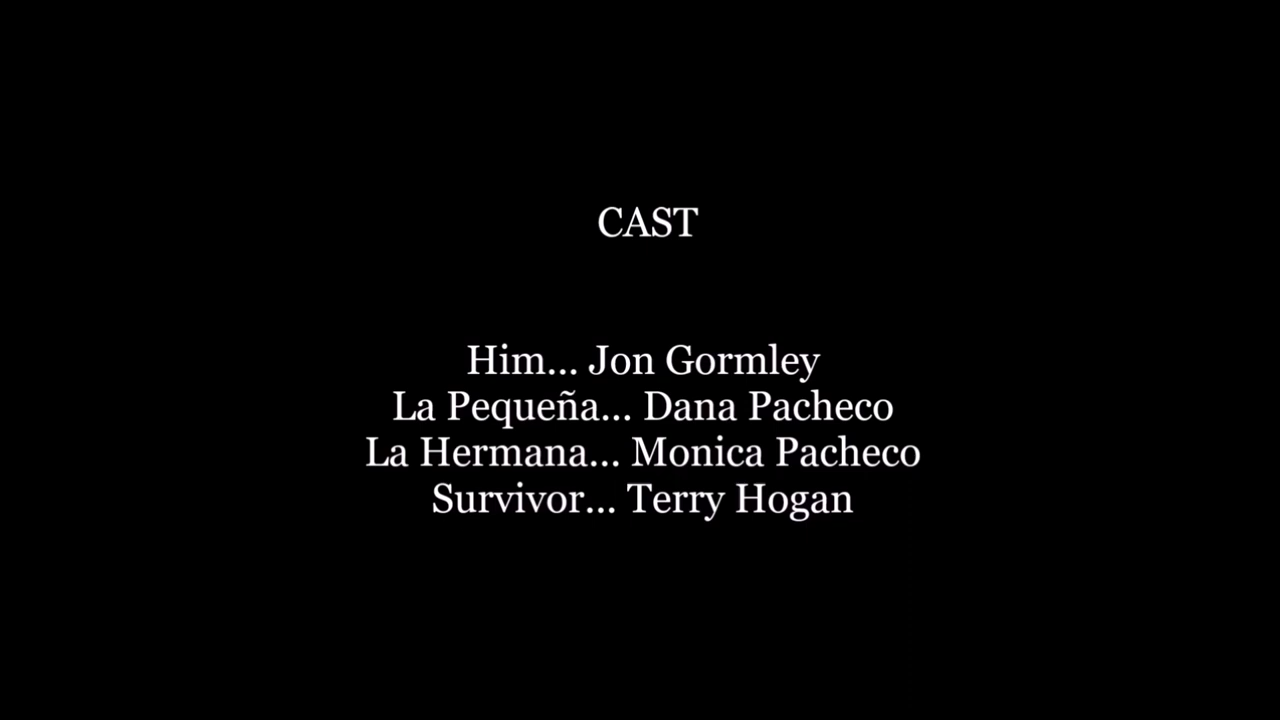 CAST
Him... Jon Gormley
La Pequeña... Dana Pacheco
La Hermana... Monica Pacheco
Survivor... Terry Hogan